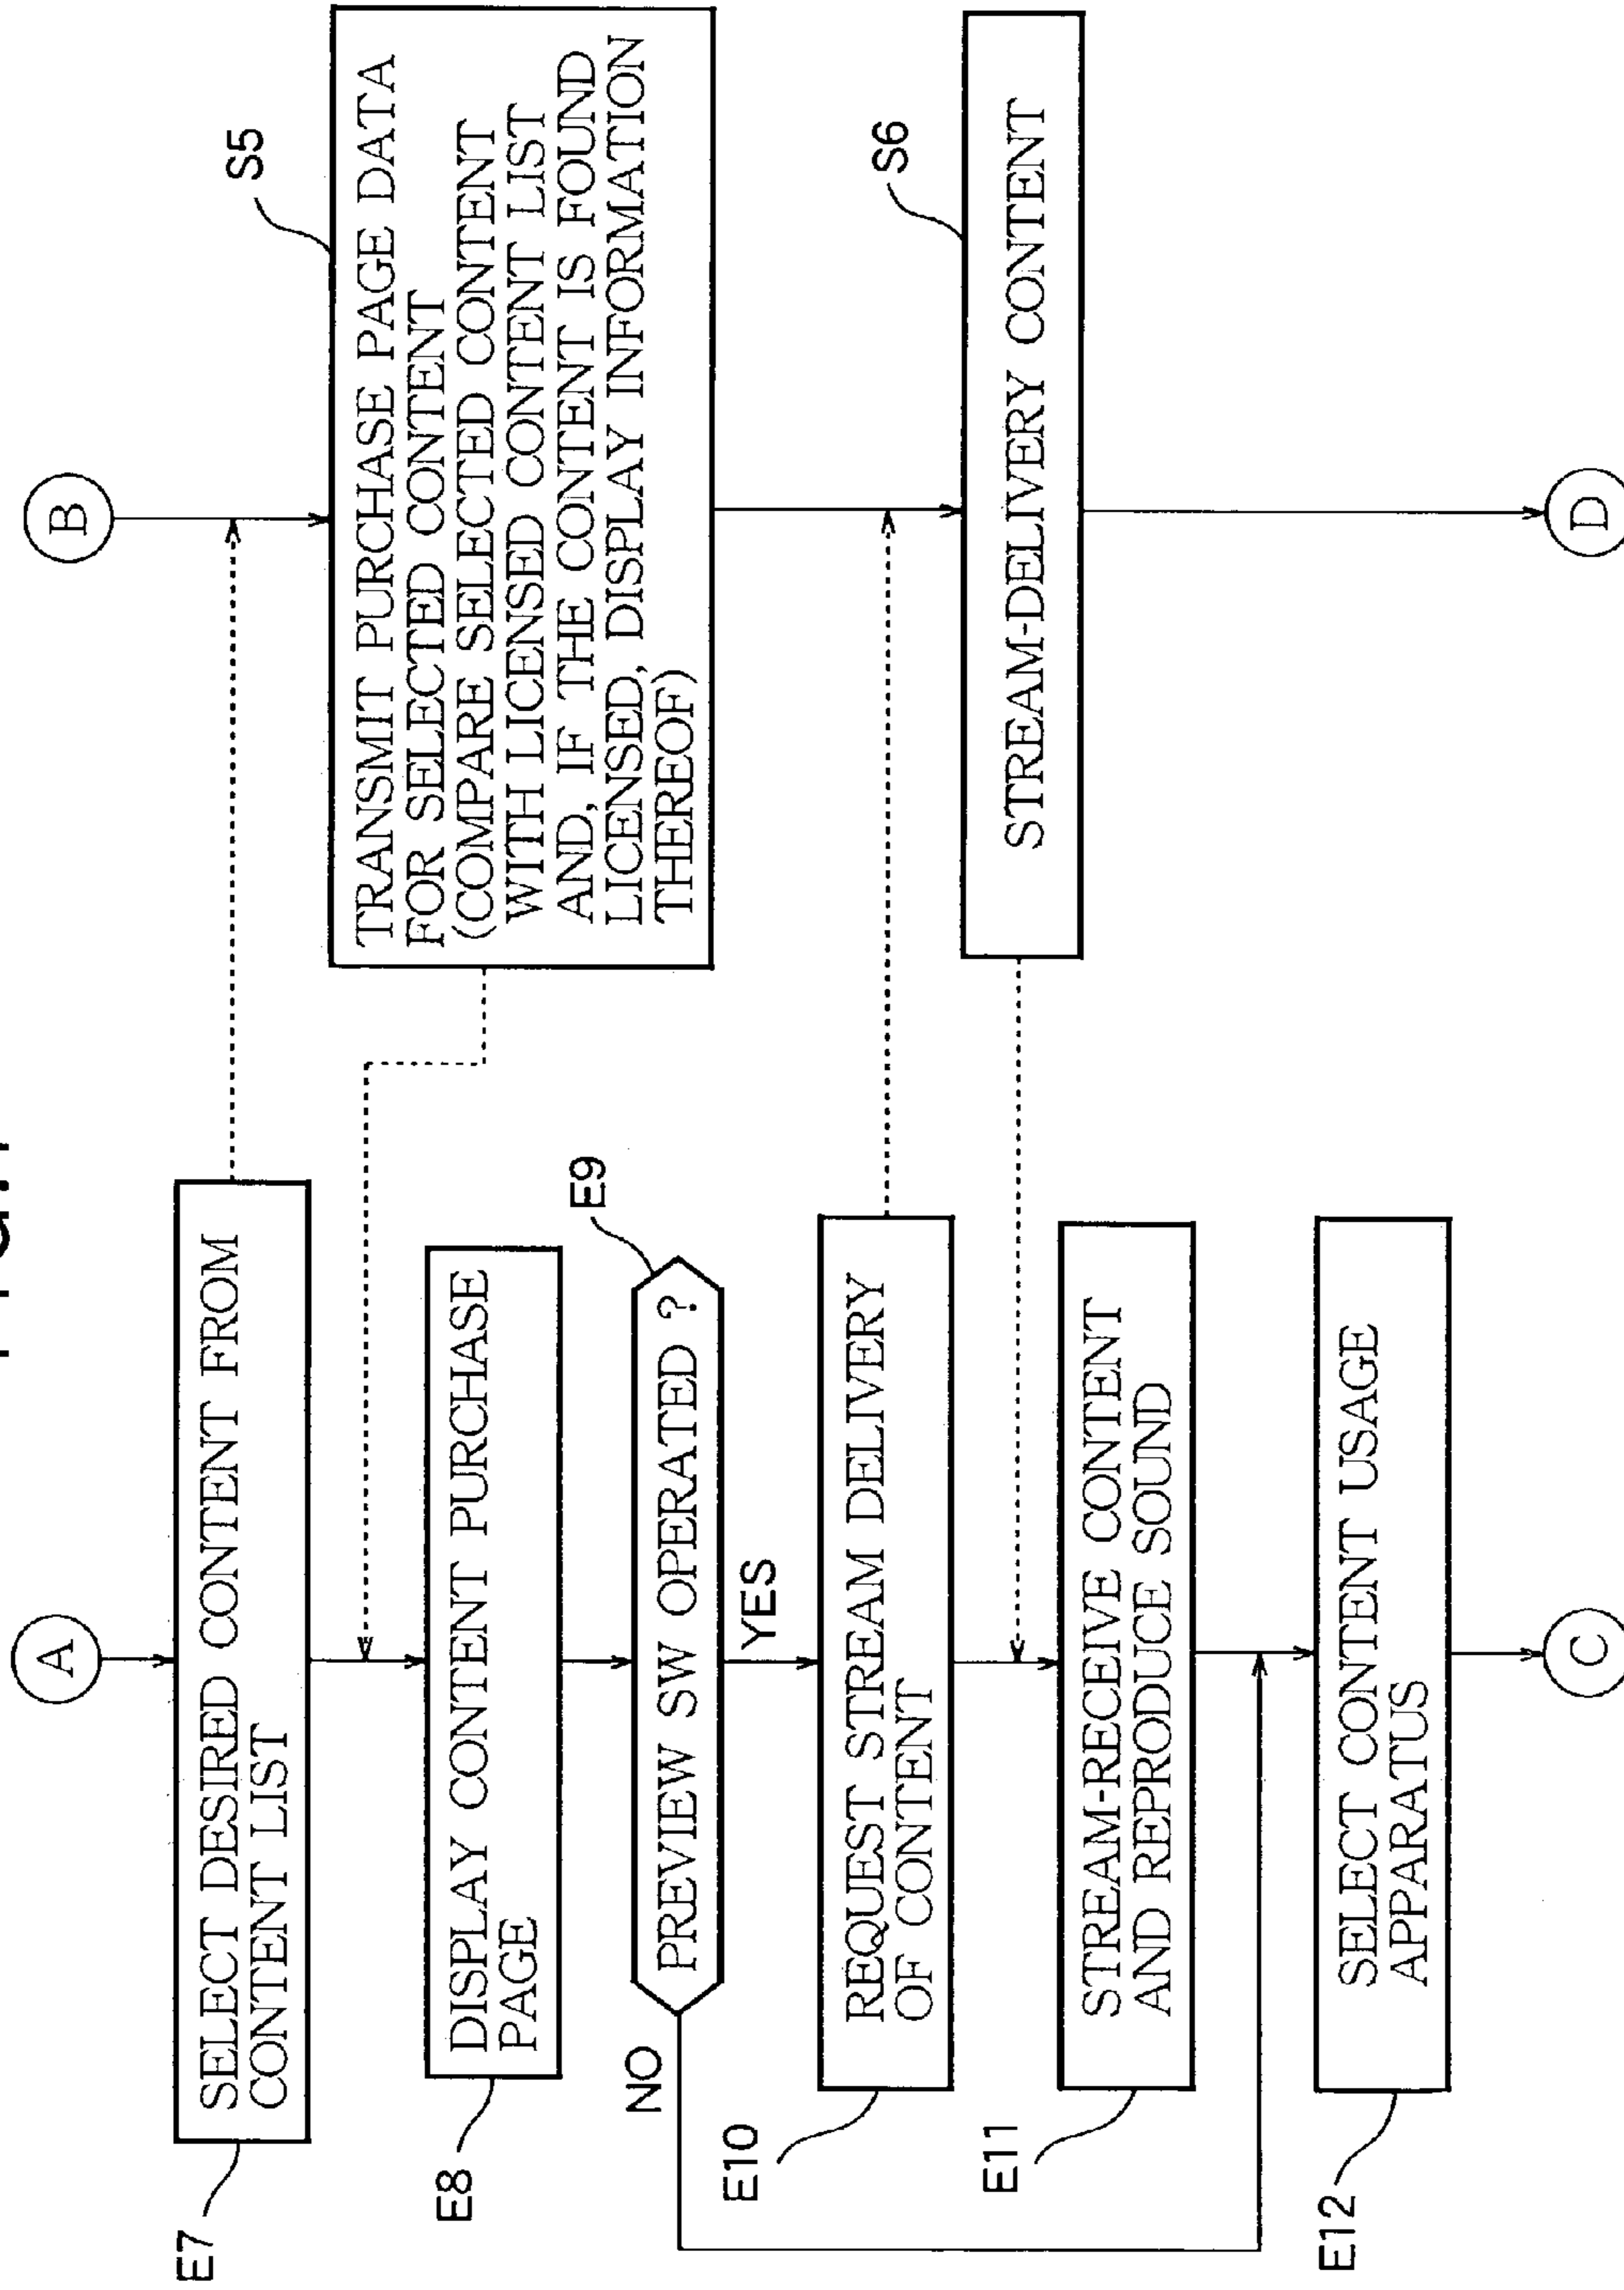 A
SELECT DESIRED CONTENT FROM
CONTENT LIST
E7
DISPLAY CONTENT PURCHASE
PAGE
E8
PREVIEW SW OPERATED ?
E9
NO
YES
REQUEST STREAM DELIVERY
OF CONTENT
E10
STREAM-RECEIVE CONTENT
AND REPRODUCE SOUND
E11
SELECT CONTENT USAGE
APPARATUS
E12
C
B
TRANSMIT PURCHASE PAGE DATA
FOR SELECTED CONTENT
(COMPARE SELECTED CONTENT
WITH LICENSED CONTENT LIST
AND, IF THE CONTENT IS FOUND
LICENSED, DISPLAY INFORMATION
THEREOF)
S5
STREAM-DELIVERY CONTENT
S6
D